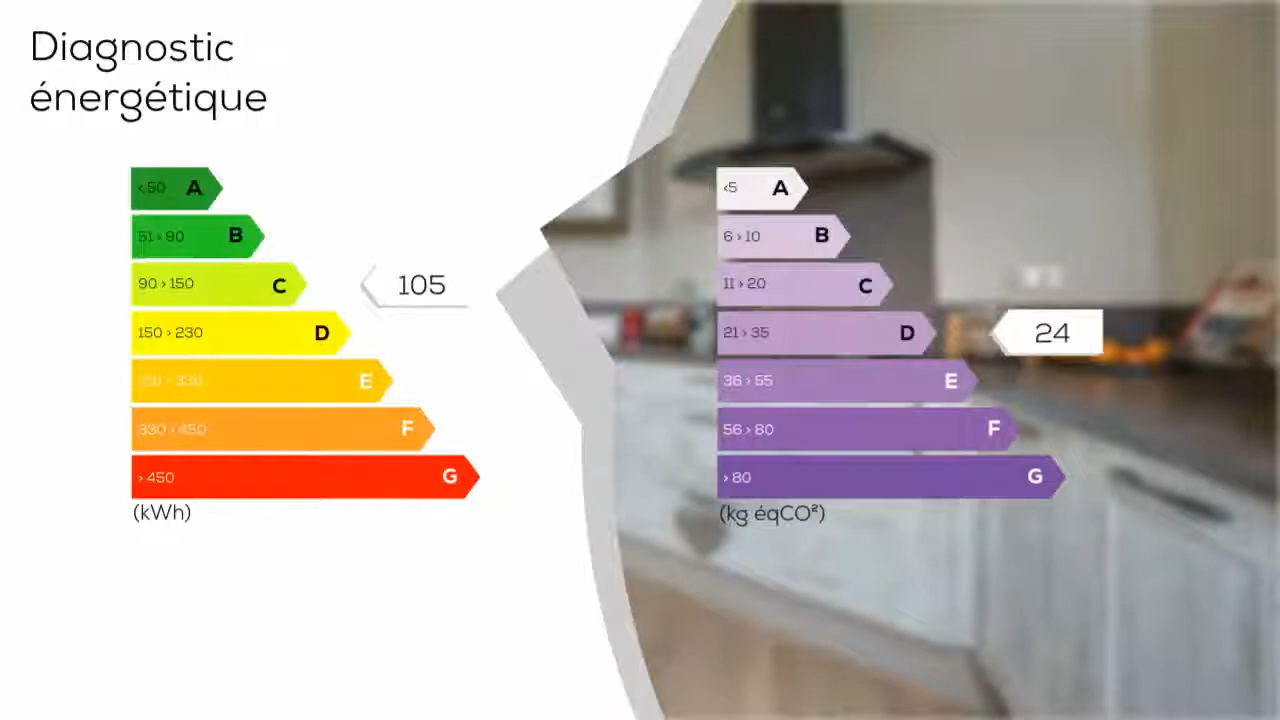 Diagnostic
énergétique
< 50 A
51 > 90 B
90 > 150 C
105
150 > 230 D
E
330 > 450 F
> 450 G
(kWh)
<5 A
6 > 10 B
11 > 20 C
21 > 35 D
24
36 > 55 E
56 > 80 F
> 80 G
(kg éqCO²)